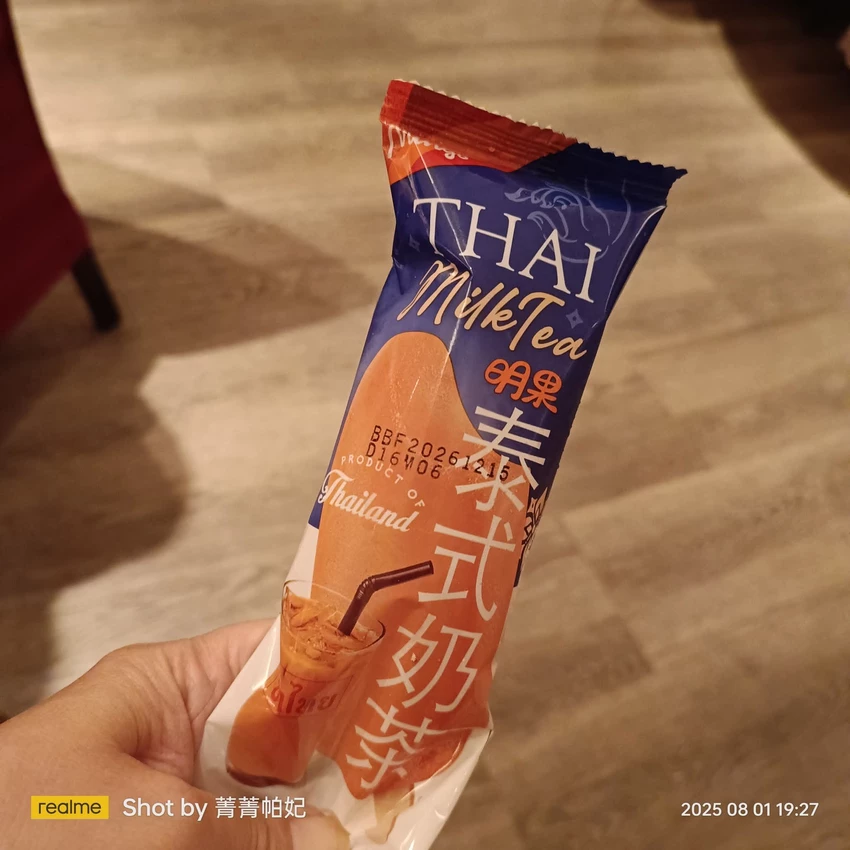 THAI
MilkTea
明果
泰式奶茶
BBF20261215
D16M06
PRODUCT OF
Thailand
realme
Shot by 菁菁帕妃
2025 08 01 19:27